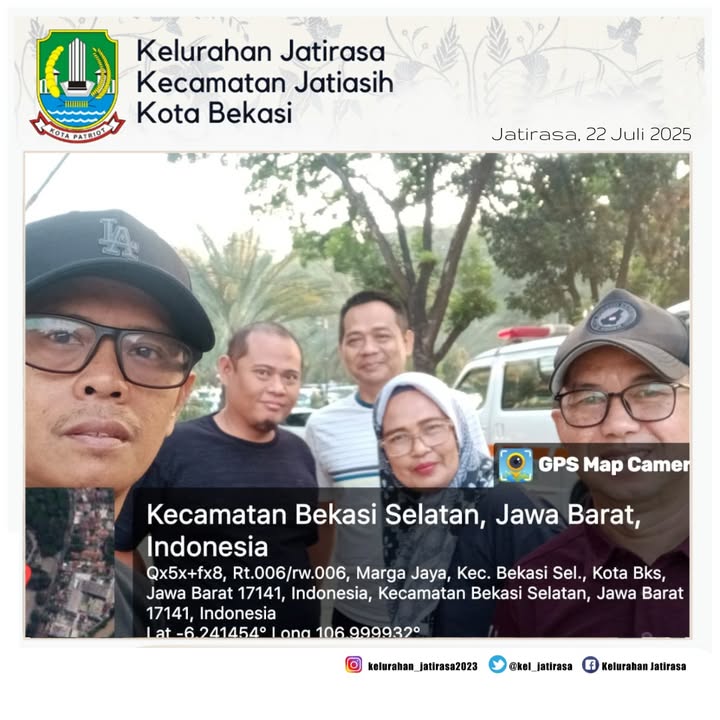 Kelurahan Jatirasa
Kecamatan Jatiasih
Kota Bekasi
KOTA PATRIOT
Jatirasa, 22 Juli 2025
LA
GPS Map Camer
Kecamatan Bekasi Selatan, Jawa Barat,
Indonesia
Qx5x+fx8, Rt.006/rw.006, Marga Jaya, Kec. Bekasi Sel., Kota Bks,
Jawa Barat 17141, Indonesia, Kecamatan Bekasi Selatan, Jawa Barat
17141, Indonesia
Lat -6.241454° Long 106.999932°
kelurahan_jatirasa2023 @kel_jatirasa Kelurahan Jatirasa